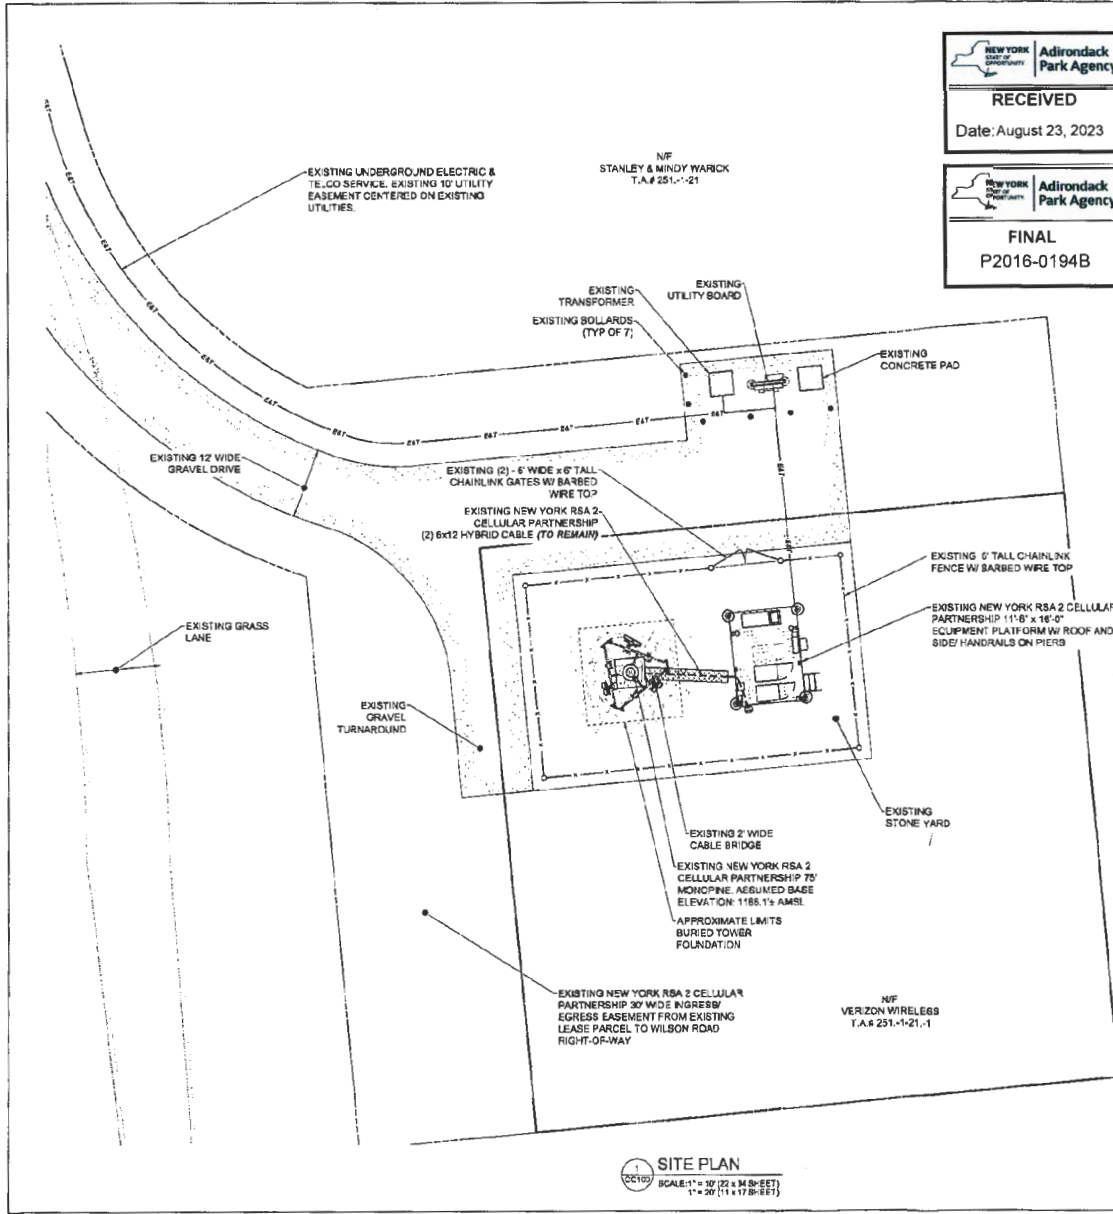 NEW YORK
STATE OF
OPPORTUNITY
Adirondack
Park Agency
RECEIVED
Date: August 23, 2023
NEW YORK
STATE OF
OPPORTUNITY
Adirondack
Park Agency
FINAL
P2016-0194B
N/F
STANLEY & MINDY WARICK
T.A.# 251.-1-21
EXISTING UNDERGROUND ELECTRIC &
TELCO SERVICE. EXISTING 10' UTILITY
EASEMENT CENTERED ON EXISTING
UTILITIES.
E&T
E&T
E&T
E&T
E&T
E&T
E&T
E&T
E&T
E&T
E&T
E&T
E&T
E&T
EXISTING
TRANSFORMER
EXISTING
UTILITY BOARD
EXISTING BOLLARDS
(TYP OF 7)
EXISTING
CONCRETE PAD
EXISTING 12' WIDE
GRAVEL DRIVE
EXISTING (2) - 6' WIDE x 6' TALL
CHAINLINK GATES W/ BARBED
WIRE TOP
EXISTING NEW YORK RSA 2
CELLULAR PARTNERSHIP
(2) 6x12 HYBRID CABLE (TO REMAIN)
EXISTING 6' TALL CHAINLINK
FENCE W/ BARBED WIRE TOP
EXISTING NEW YORK RSA 2 CELLULAR
PARTNERSHIP 11'-6" x 16'-0"
EQUIPMENT PLATFORM W/ ROOF AND
SIDE/ HANDRAILS ON PIERS
EXISTING GRASS
LANE
EXISTING
GRAVEL
TURNAROUND
EXISTING
STONE YARD
EXISTING 2' WIDE
CABLE BRIDGE
EXISTING NEW YORK RSA 2
CELLULAR PARTNERSHIP 75'
MONOPINE. ASSUMED BASE
ELEVATION: 1186.1'± AMSL
APPROXIMATE LIMITS
BURIED TOWER
FOUNDATION
EXISTING NEW YORK RSA 2 CELLULAR
PARTNERSHIP 30' WIDE INGRESS/
EGRESS EASEMENT FROM EXISTING
LEASE PARCEL TO WILSON ROAD
RIGHT-OF-WAY
N/F
VERIZON WIRELESS
T.A.# 251.-1-21.-1
1
CC100
SITE PLAN
SCALE: 1" = 10' (22 x 34 SHEET)
1" = 20' (11 x 17 SHEET)